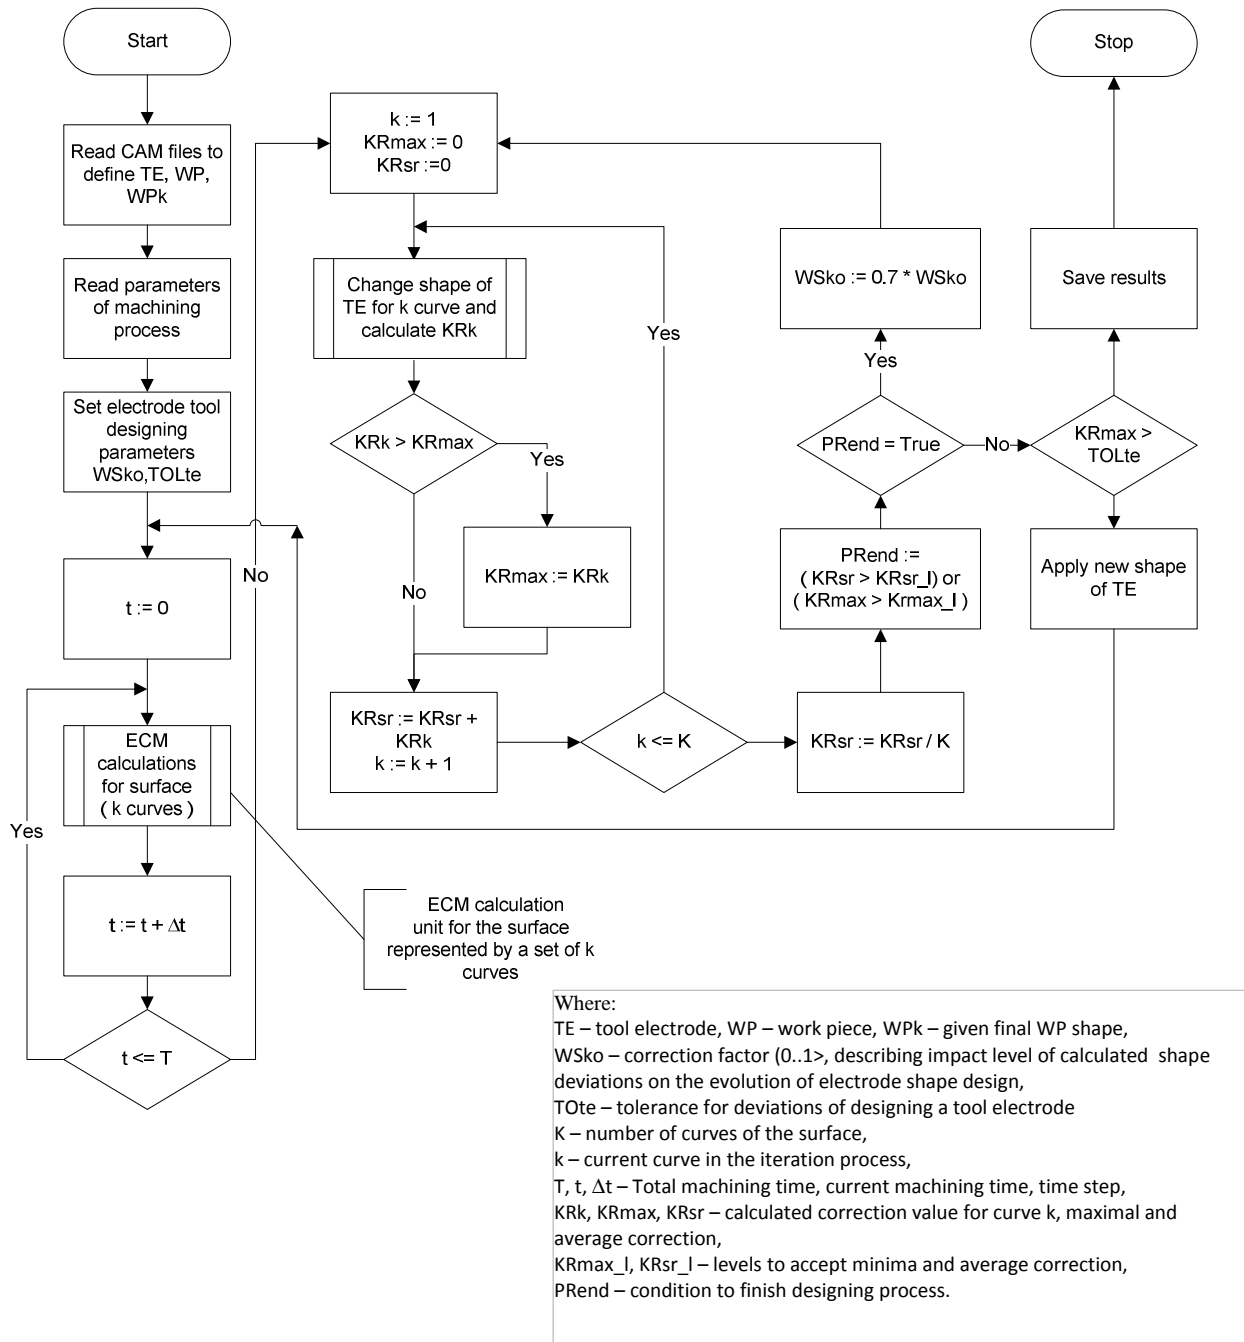 Start
Read CAM files to
define TE, WP,
WPk
Read parameters
of machining
process
Set electrode tool
designing
parameters
WSko,TOLte
t := 0
ECM
calculations
for surface
( k curves )
Yes
t := t + Δt
t <= T
No
k := 1
KRmax := 0
KRsr :=0
Change shape of
TE for k curve and
calculate KRk
KRk > KRmax
Yes
No
KRmax := KRk
KRsr := KRsr +
KRk
k := k + 1
k <= K
Yes
KRsr := KRsr / K
PRend :=
( KRsr > KRsr_l) or
( KRmax > Krmax_l )
PRend = True
Yes
No
WSko := 0.7 * WSko
KRmax >
TOLte
Save results
Stop
Apply new shape
of TE
ECM calculation
unit for the surface
represented by a set of k
curves
Where:
TE – tool electrode, WP – work piece, WPk – given final WP shape,
WSko – correction factor (0..1>, describing impact level of calculated shape
deviations on the evolution of electrode shape design,
TOte – tolerance for deviations of designing a tool electrode
K – number of curves of the surface,
k – current curve in the iteration process,
T, t, Δt – Total machining time, current machining time, time step,
KRk, KRmax, KRsr – calculated correction value for curve k, maximal and
average correction,
KRmax_l, KRsr_l – levels to accept minima and average correction,
PRend – condition to finish designing process.